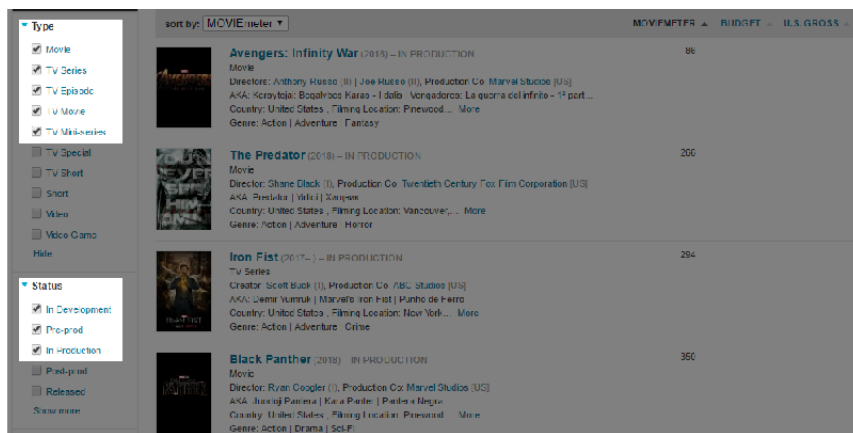 Type
Movie
TV Series
TV Episode
TV Movie
TV Mini-series
TV Special
TV Short
Short
Video
Video Game
Hide
Status
In Development
Pre-prod
In Production
Post-prod
Released
Show more
sort by: MOVIEmeter
MOVIEMETER BUDGET U.S. GROSS
Avengers: Infinity War (2018) – IN PRODUCTION 86
Movie
Directors: Anthony Russo (II) | Joe Russo (II), Production Co: Marvel Studios [US]
Country: United States , Filming Location: Pinewood... More
Genre: Action | Adventure | Fantasy
The Predator (2018) – IN PRODUCTION 266
Movie
Director: Shane Black (I), Production Co: Twentieth Century Fox Film Corporation [US]
AKA: Predator | Yirtici | Хищник
Country: United States , Filming Location: Vancouver,... More
Genre: Action | Adventure | Horror
Iron Fist (2017– ) – IN PRODUCTION 294
TV Series
Creator: Scott Buck (I), Production Co: ABC Studios [US]
AKA: Demir Yumruk | Marvel's Iron Fist | Punho de Ferro
Country: United States , Filming Location: New York... More
Genre: Action | Adventure | Crime
Black Panther (2018) – IN PRODUCTION 350
Movie
Director: Ryan Coogler (I), Production Co: Marvel Studios [US]
Country: United States , Filming Location: Pinewood... More
Genre: Action | Drama | Sci-Fi